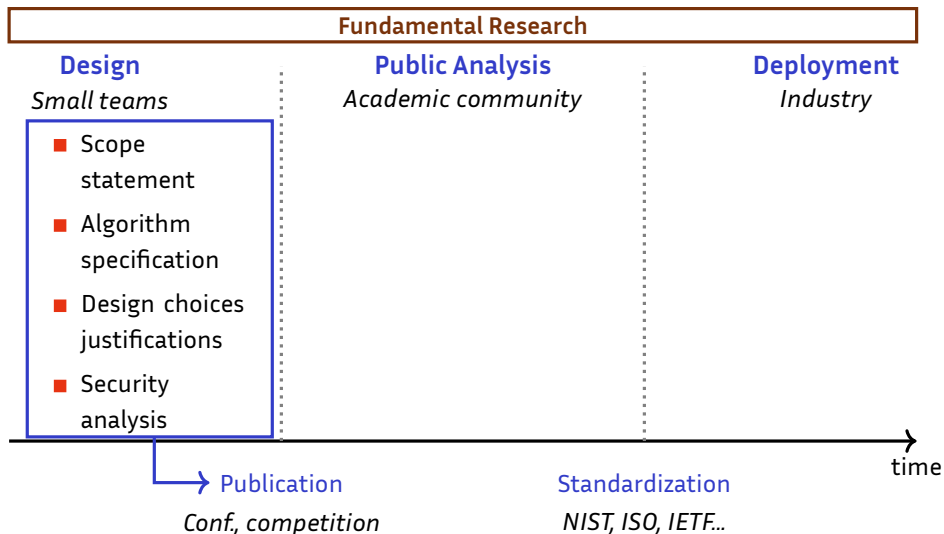 Fundamental Research
Design
Small teams
Public Analysis
Academic community
Deployment
Industry
■ Scope
statement
■ Algorithm
specification
■ Design choices
justifications
■ Security
analysis
time
Publication
Conf., competition
Standardization
NIST, ISO, IETF...